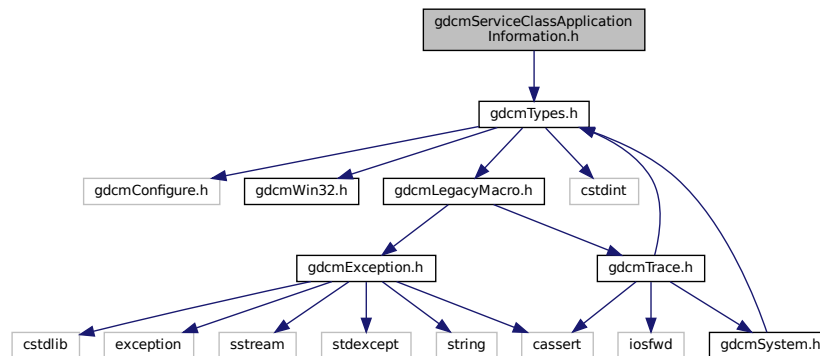 gdcmServiceClassApplication
Information.h
gdcmTypes.h
gdcmConfigure.h
gdcmWin32.h
gdcmLegacyMacro.h
cstdint
gdcmException.h
gdcmTrace.h
cstdlib
exception
sstream
stdexcept
string
cassert
iosfwd
gdcmSystem.h